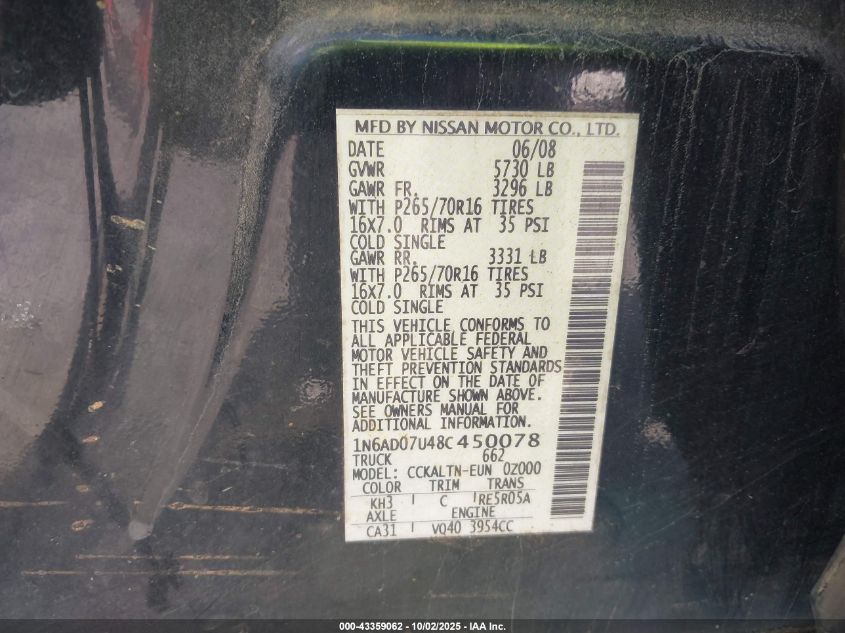 MFD BY NISSAN MOTOR CO., LTD.
DATE 06/08
GVWR 5730 LB
GAWR FR. 3296 LB
WITH P265/70R16 TIRES
16X7.0 RIMS AT 35 PSI
COLD SINGLE
GAWR RR. 3331 LB
WITH P265/70R16 TIRES
16X7.0 RIMS AT 35 PSI
COLD SINGLE
THIS VEHICLE CONFORMS TO
ALL APPLICABLE FEDERAL
MOTOR VEHICLE SAFETY AND
THEFT PREVENTION STANDARDS
IN EFFECT ON THE DATE OF
MANUFACTURE SHOWN ABOVE.
SEE OWNERS MANUAL FOR
ADDITIONAL INFORMATION.
1N6AD07U48C450078
TRUCK 662
MODEL: CCKALTN-EUN 0Z000
COLOR TRIM TRANS
KH3 C RE5R05A
AXLE ENGINE
CA31 VQ40 3954CC
000-43359062 - 10/02/2025 - IAA Inc.